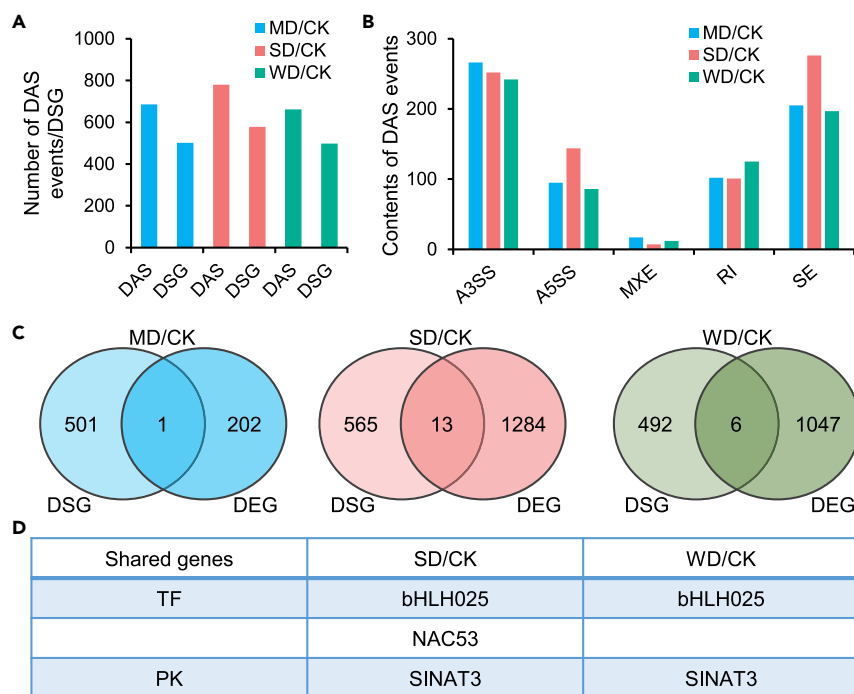 A
1000
800
600
400
200
0
Number of DAS
events/DSG
MD/CK
SD/CK
WD/CK
DAS
DSG
DAS
DSG
DAS
DSG
B
300
200
100
0
Contents of DAS events
MD/CK
SD/CK
WD/CK
A3SS
A5SS
MXE
RI
SE
C
MD/CK
501
1
202
DSG
DEG
SD/CK
565
13
1284
DSG
DEG
WD/CK
492
6
1047
DSG
DEG
D
Shared genes SD/CK WD/CK
TF bHLH025 bHLH025
NAC53
PK SINAT3 SINAT3